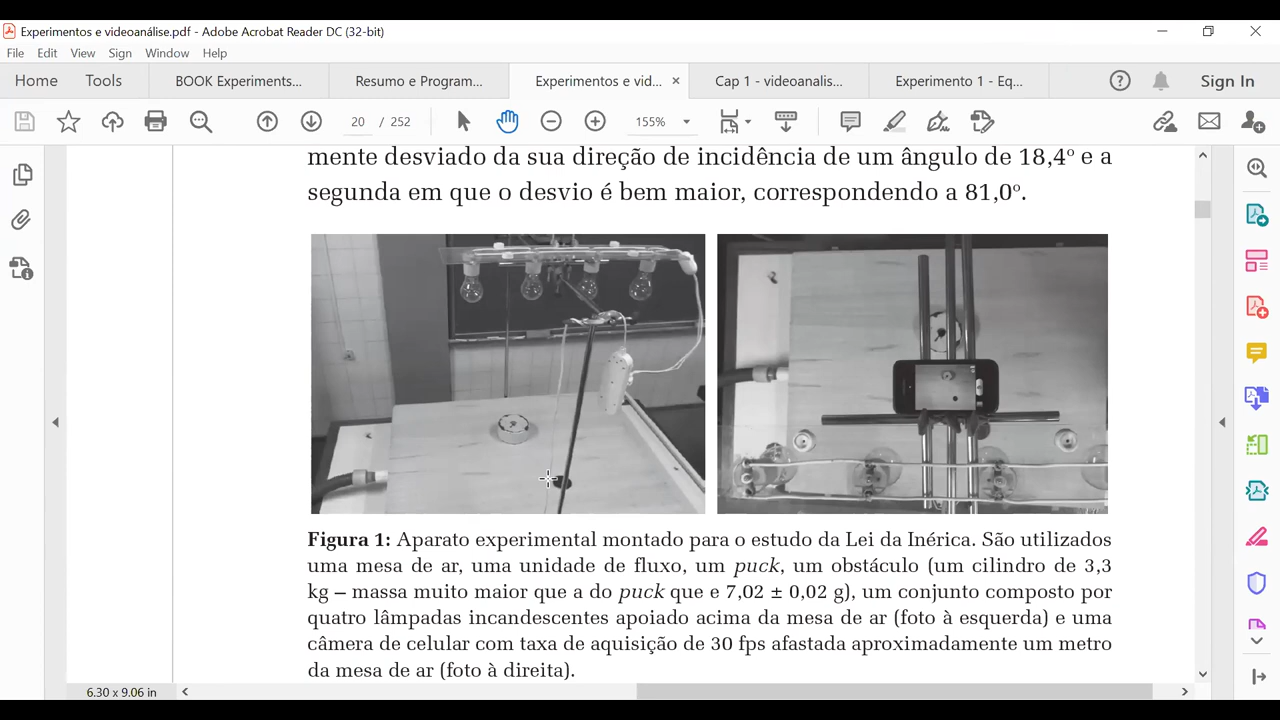 Experimentos e videoanálise.pdf - Adobe Acrobat Reader DC (32-bit)
File Edit View Sign Window Help
Home Tools BOOK Experiments... Resumo e Program... Experimentos e vid... × Cap 1 - videoanalis... Experimento 1 - Eq... Sign In
20 / 252 155%
mente desviado da sua direção de incidência de um ângulo de 18,4º e a
segunda em que o desvio é bem maior, correspondendo a 81,0º.
Figura 1: Aparato experimental montado para o estudo da Lei da Inérica. São utilizados
uma mesa de ar, uma unidade de fluxo, um puck, um obstáculo (um cilindro de 3,3
kg – massa muito maior que a do puck que e 7,02 ± 0,02 g), um conjunto composto por
quatro lâmpadas incandescentes apoiado acima da mesa de ar (foto à esquerda) e uma
câmera de celular com taxa de aquisição de 30 fps afastada aproximadamente um metro
da mesa de ar (foto à direita).
6.30 x 9.06 in